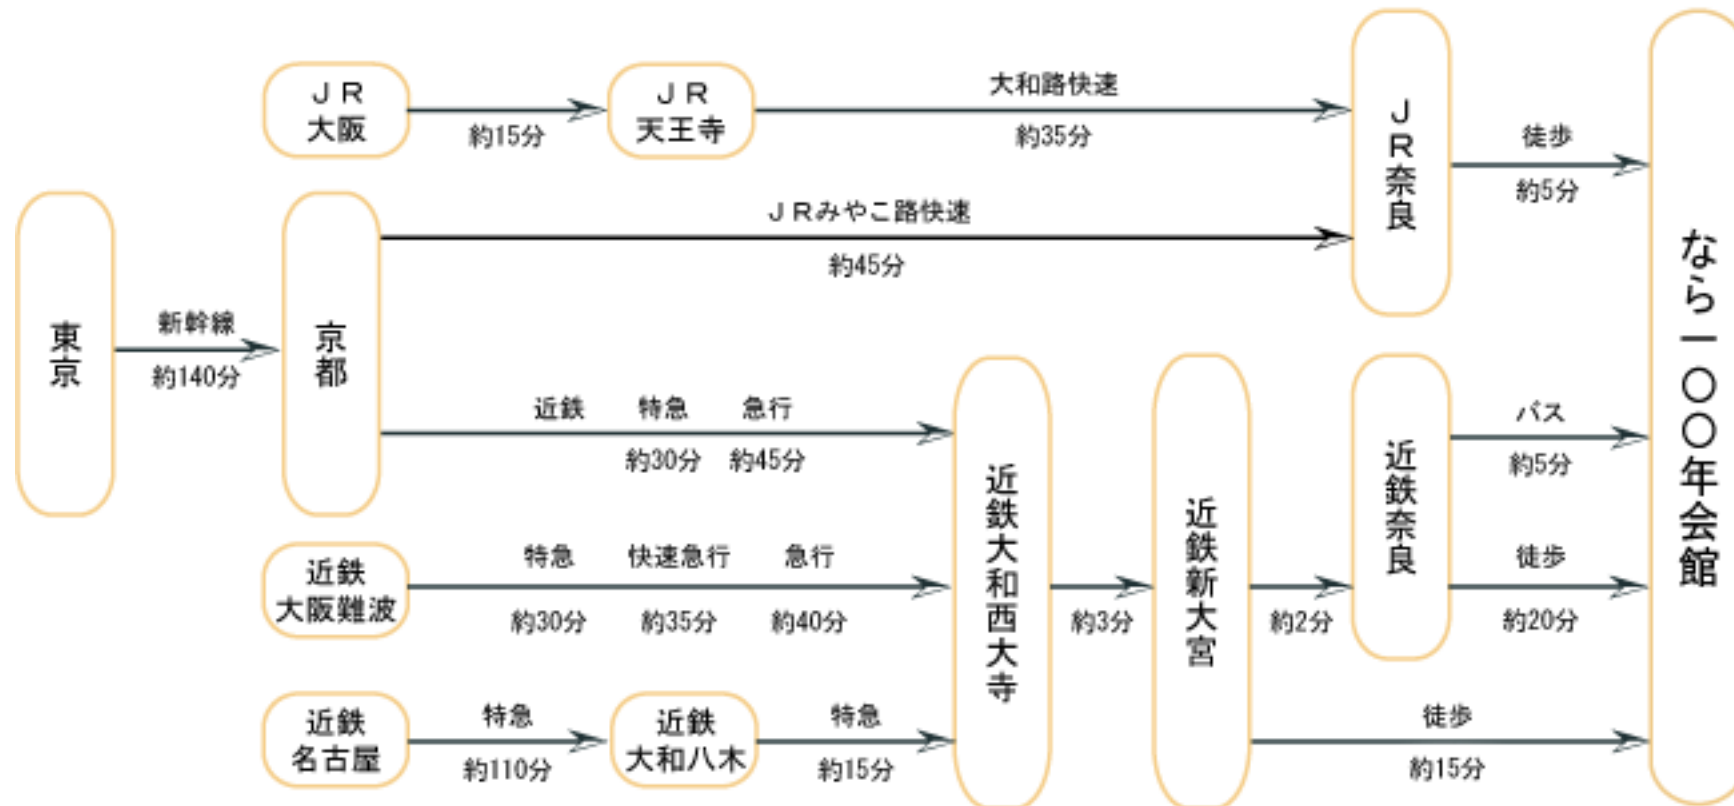 ＪＲ
大阪
約15分
ＪＲ
天王寺
大和路快速
約35分
ＪＲ奈良
徒歩
約5分
東京
新幹線
約140分
京都
ＪＲみやこ路快速
約45分
近鉄 特急 急行
約30分 約45分
近鉄
大阪難波
特急 快速急行 急行
約30分 約35分 約40分
近鉄
名古屋
特急
約110分
近鉄
大和八木
特急
約15分
近鉄大和西大寺
約3分
近鉄新大宮
約2分
近鉄奈良
バス
約5分
徒歩
約20分
徒歩
約15分
なら一〇〇年会館